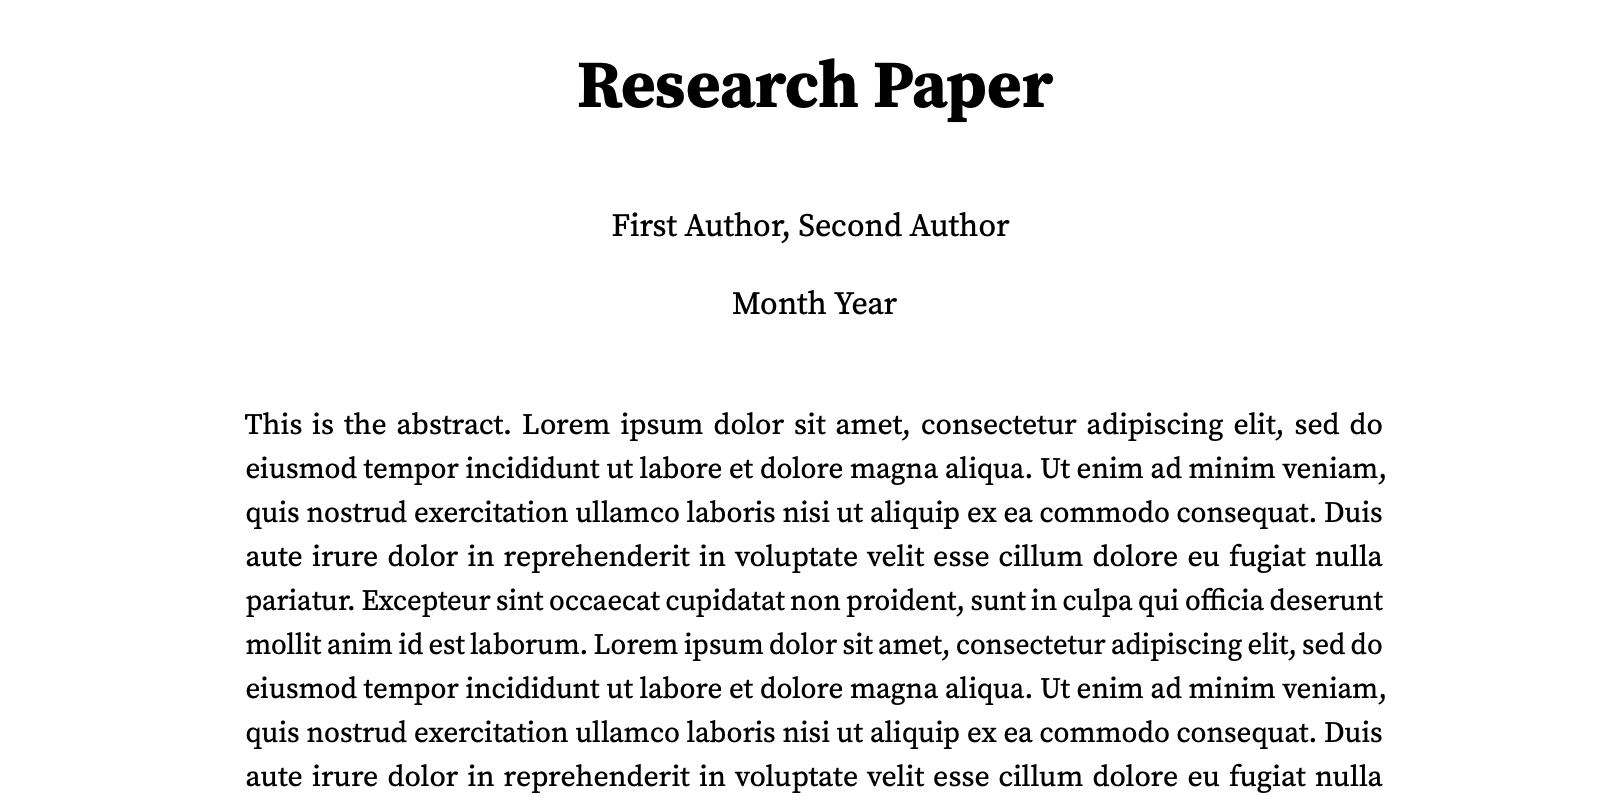 Research Paper
First Author, Second Author
Month Year
This is the abstract. Lorem ipsum dolor sit amet, consectetur adipiscing elit, sed do
eiusmod tempor incididunt ut labore et dolore magna aliqua. Ut enim ad minim veniam,
quis nostrud exercitation ullamco laboris nisi ut aliquip ex ea commodo consequat. Duis
aute irure dolor in reprehenderit in voluptate velit esse cillum dolore eu fugiat nulla
pariatur. Excepteur sint occaecat cupidatat non proident, sunt in culpa qui officia deserunt
mollit anim id est laborum. Lorem ipsum dolor sit amet, consectetur adipiscing elit, sed do
eiusmod tempor incididunt ut labore et dolore magna aliqua. Ut enim ad minim veniam,
quis nostrud exercitation ullamco laboris nisi ut aliquip ex ea commodo consequat. Duis
aute irure dolor in reprehenderit in voluptate velit esse cillum dolore eu fugiat nulla